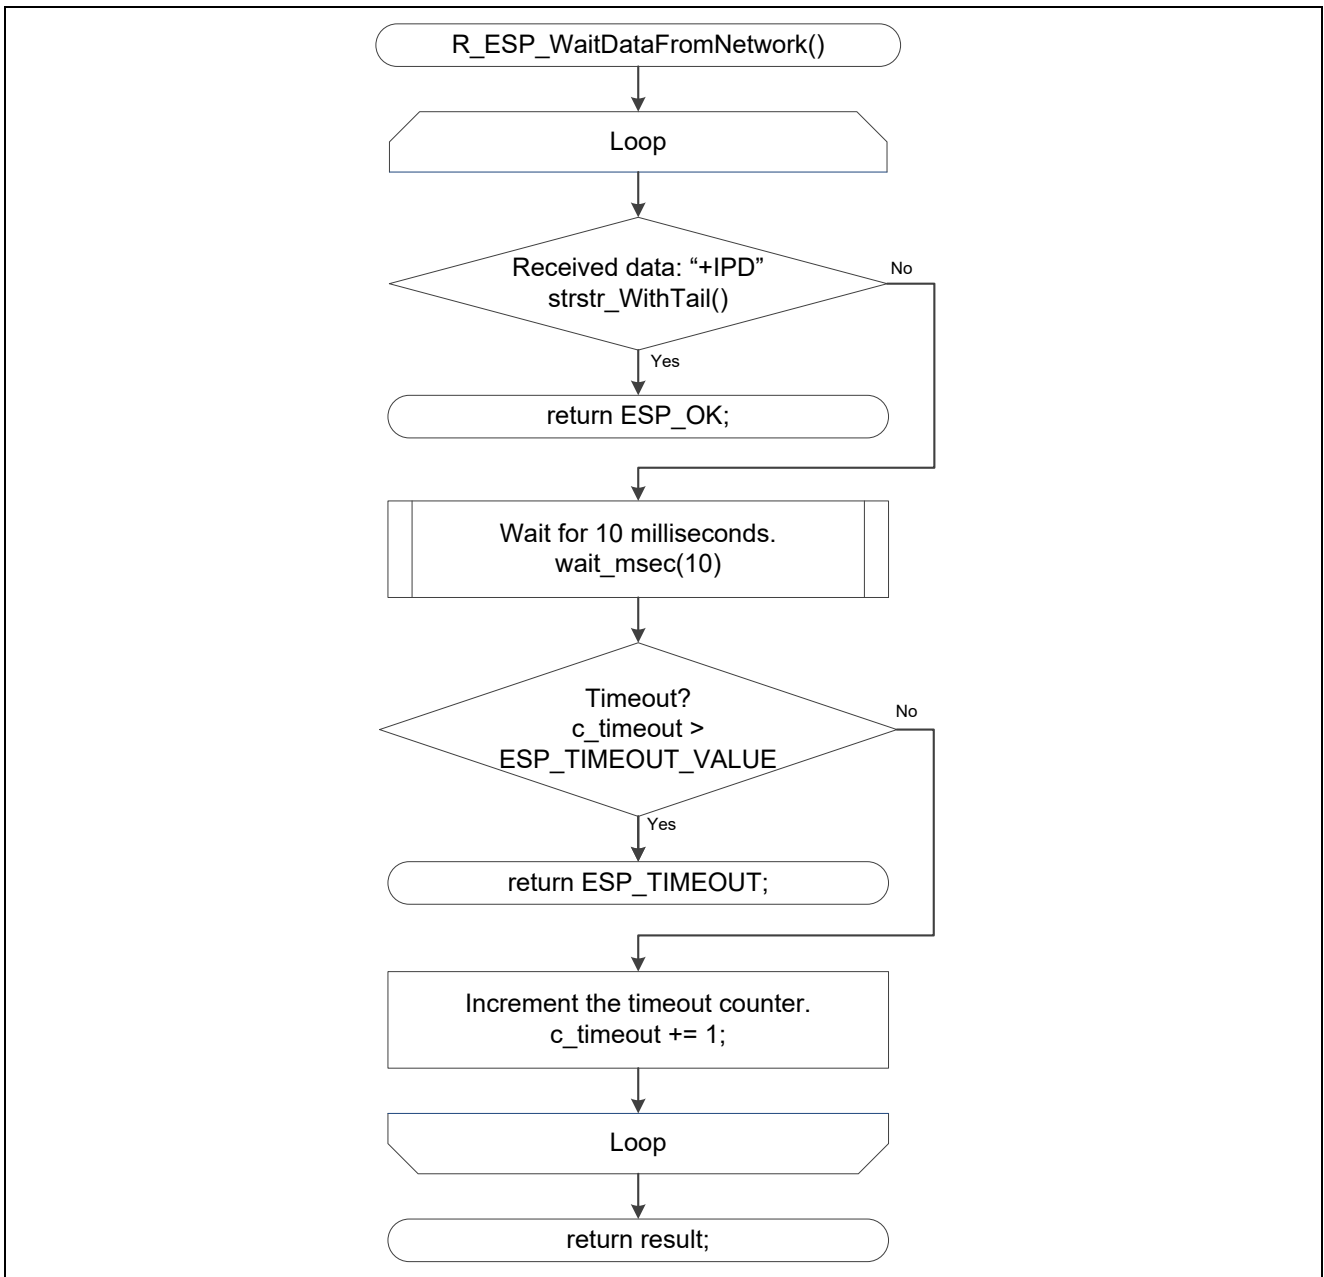 R_ESP_WaitDataFromNetwork()
Loop
Received data: “+IPD”
strstr_WithTail()
No
Yes
return ESP_OK;
Wait for 10 milliseconds.
wait_msec(10)
Timeout?
c_timeout >
ESP_TIMEOUT_VALUE
No
Yes
return ESP_TIMEOUT;
Increment the timeout counter.
c_timeout += 1;
Loop
return result;